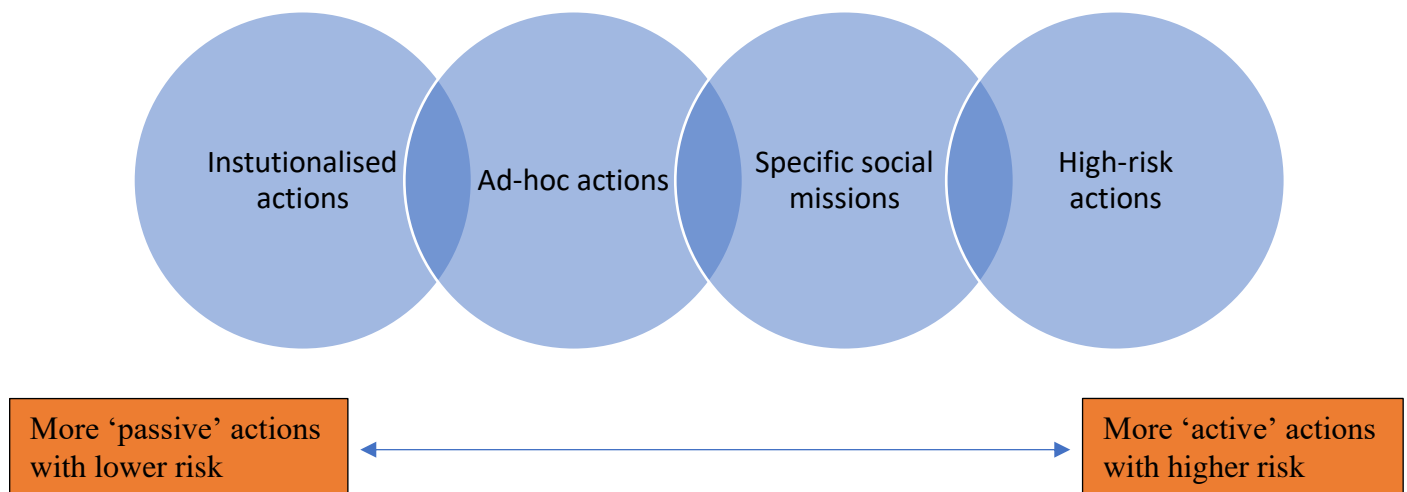 Instutionalised
actions
Ad-hoc actions
Specific social
missions
High-risk
actions
More ‘passive’ actions
with lower risk
More ‘active’ actions
with higher risk